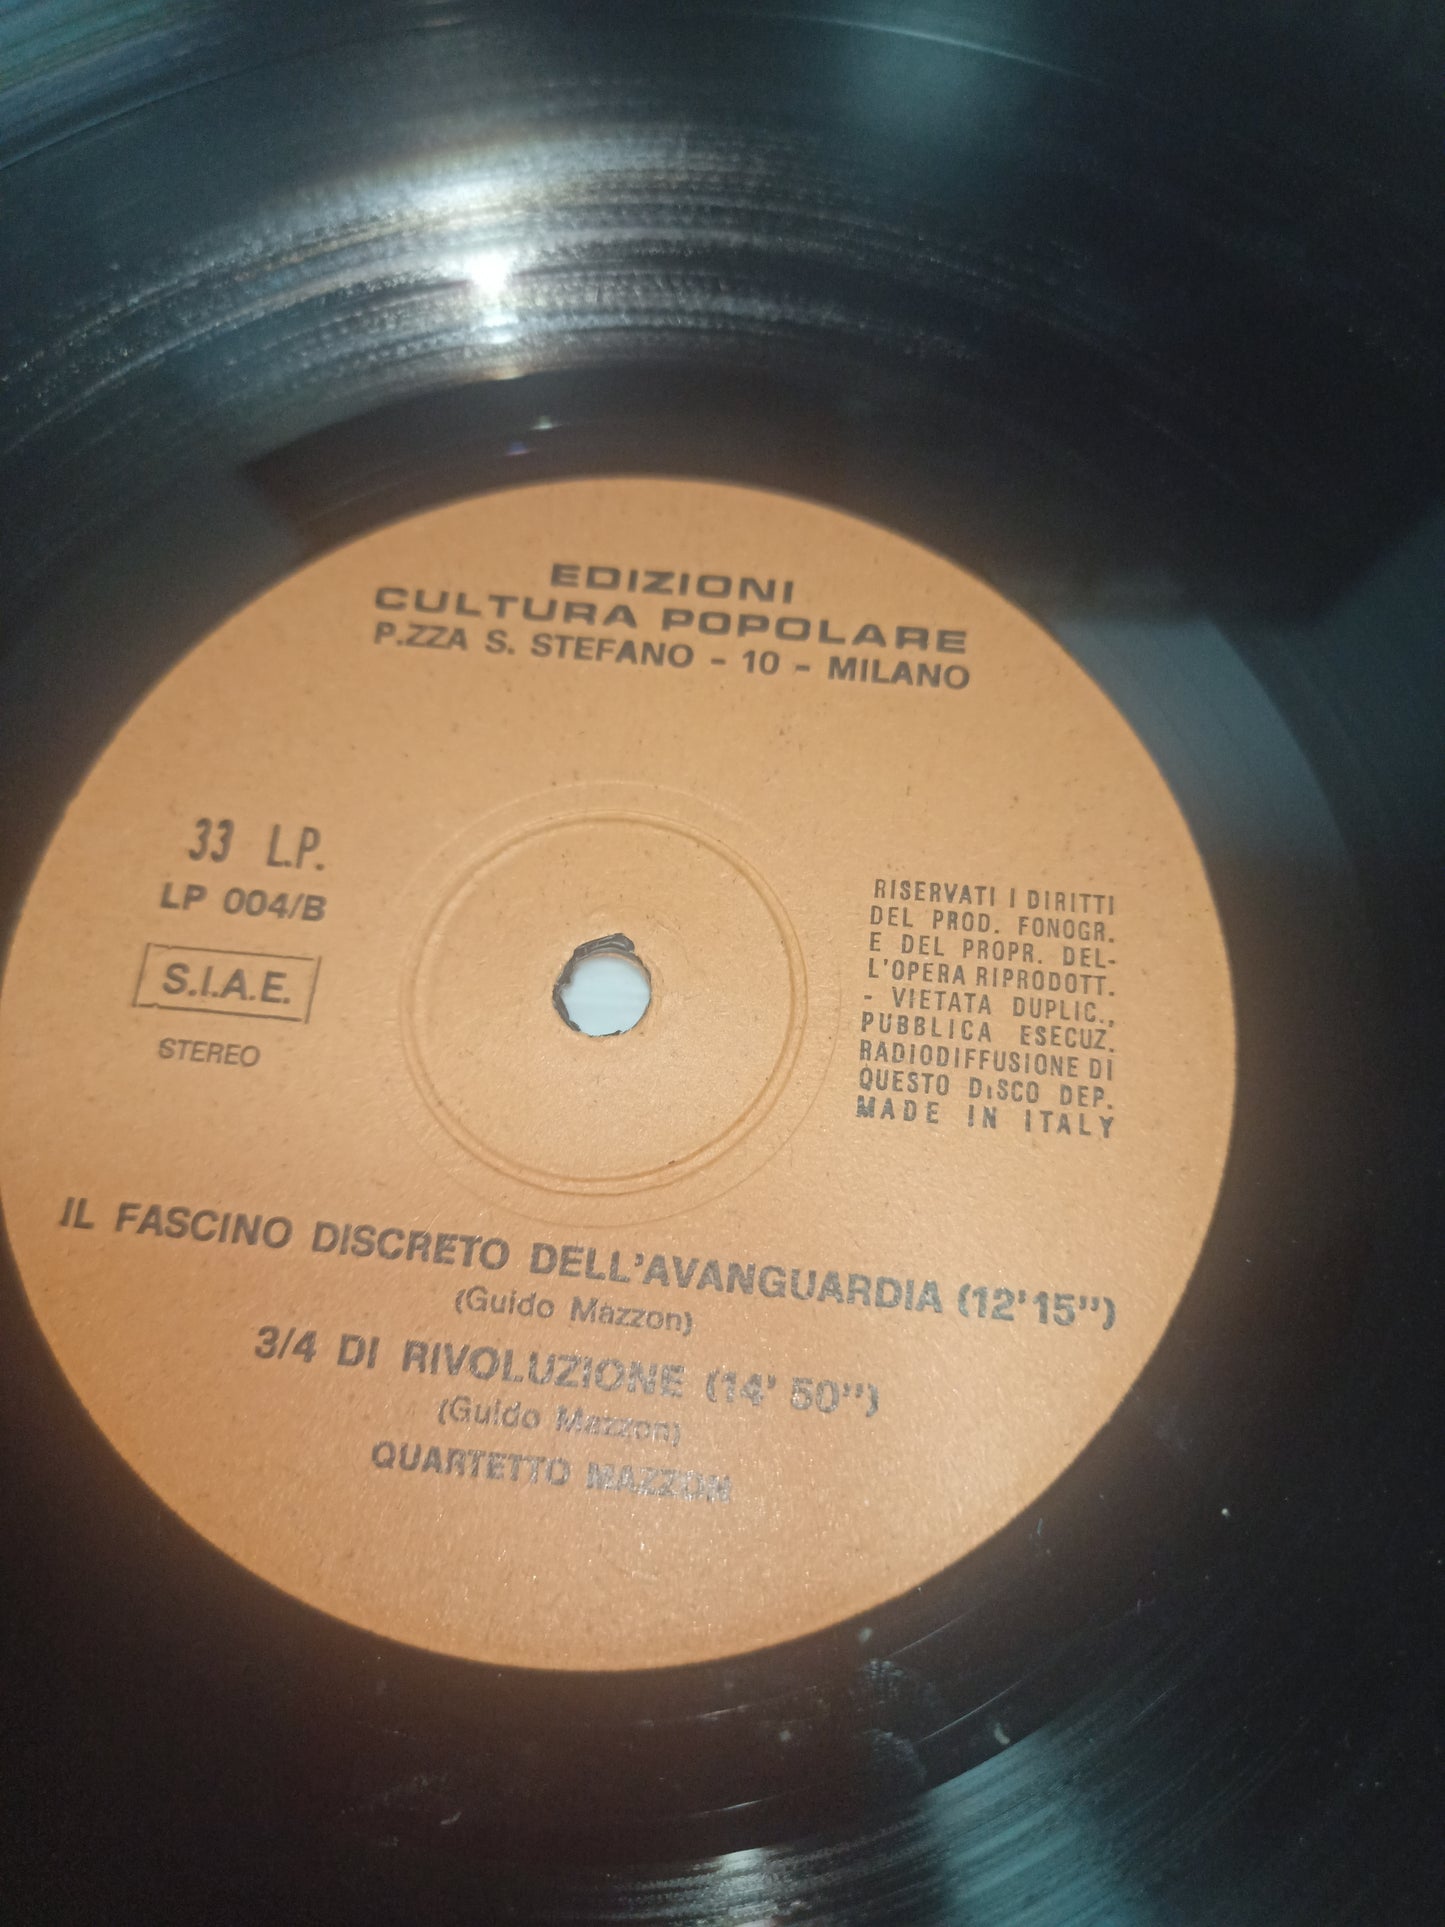 EDIZIONI
CULTURA POPOLARE
P.ZZA S. STEFANO - 10 - MILANO
33 L.P.
LP 004/B
S.I.A.E.
STEREO
RISERVATI I DIRITTI
DEL PROD. FONOGR.
E DEL PROPR. DEL-
L'OPERA RIPRODOTT.
- VIETATA DUPLIC.,
PUBBLICA ESECUZ.
RADIODIFFUSIONE DI
QUESTO DISCO DEP.
MADE IN ITALY
IL FASCINO DISCRETO DELL'AVANGUARDIA (12'15")
(Guido Mazzon)
3/4 DI RIVOLUZIONE (14' 50")
(Guido Mazzon)
QUARTETTO MAZZON